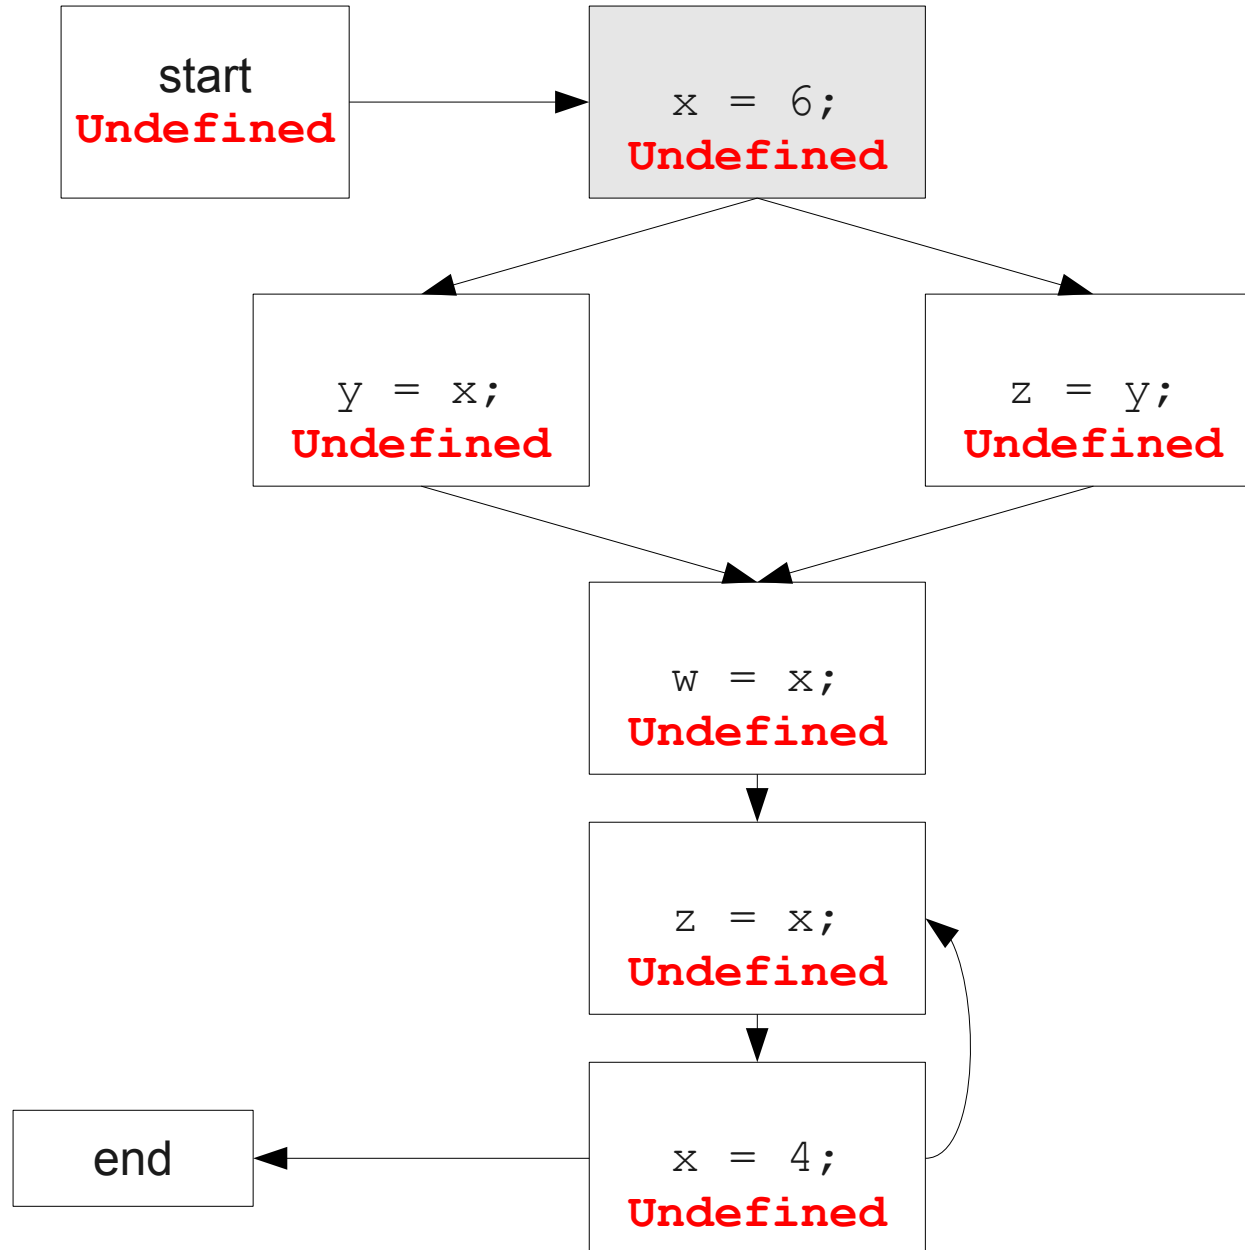 start
Undefined
x = 6;
Undefined
y = x;
Undefined
z = y;
Undefined
w = x;
Undefined
z = x;
Undefined
end
x = 4;
Undefined